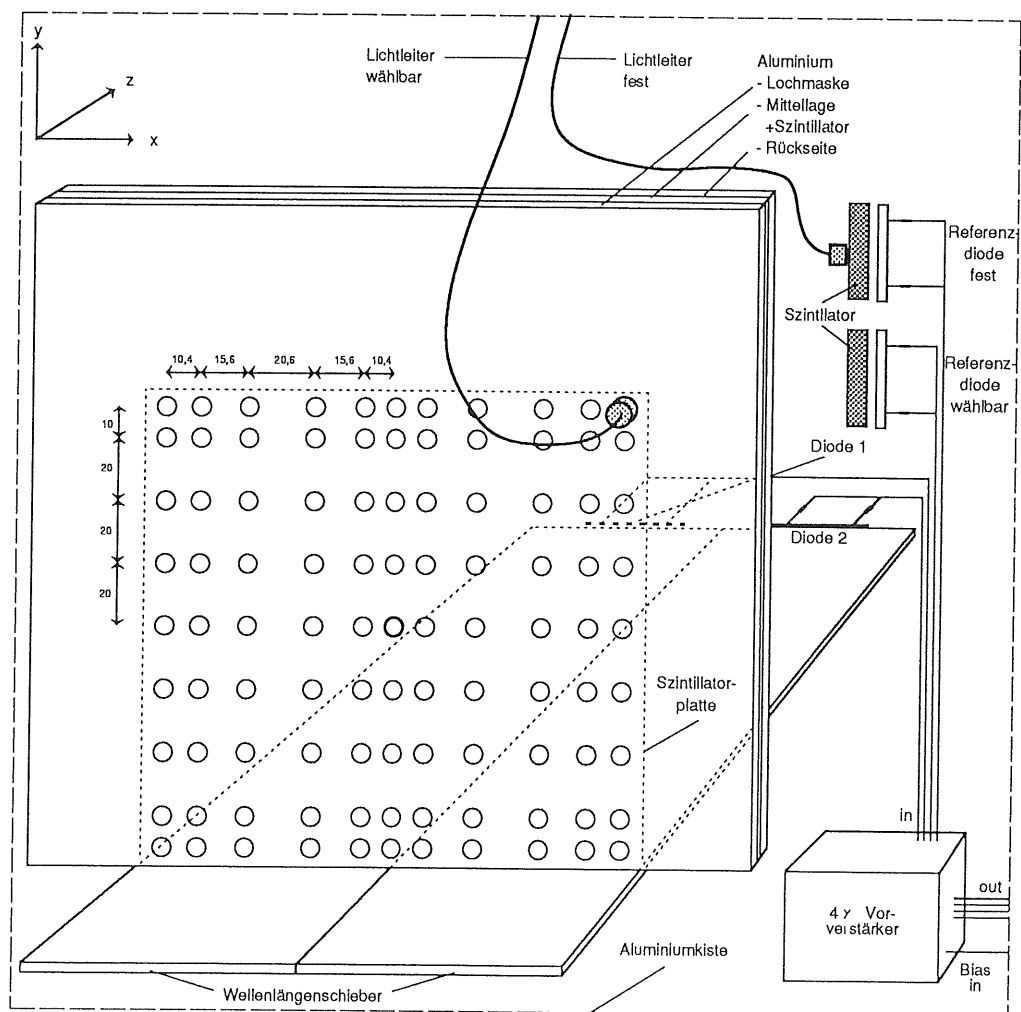 y
z
x
Lichtleiter
wählbar
Lichtleiter
fest
Aluminium
- Lochmaske
- Mittellage
+Szintillator
- Rückseite
Referenz-
diode
fest
Szintillator
Referenz-
diode
wählbar
10,4
15,6
20,6
15,6
10,4
10
20
20
20
Diode 1
Diode 2
Szintillator-
platte
in
out
4 x Vor-
verstärker
Bias
in
Aluminiumkiste
Wellenlängenschieber